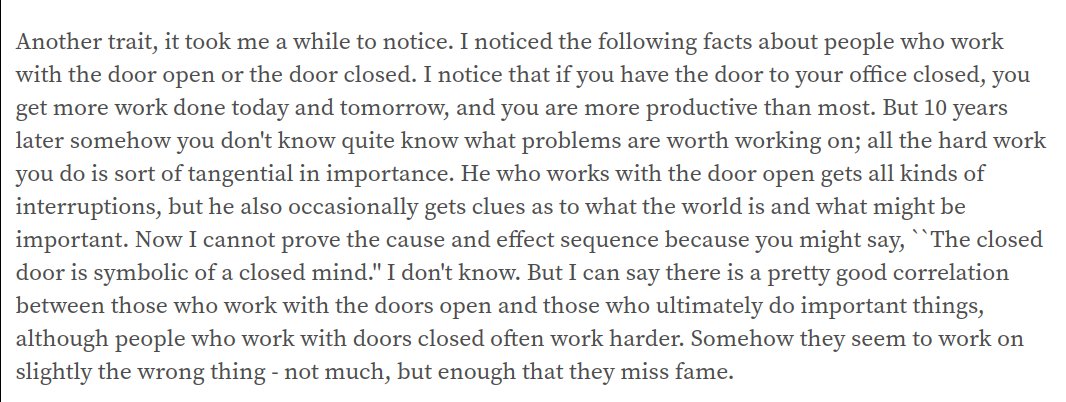 Another trait, it took me a while to notice. I noticed the following facts about people who work
with the door open or the door closed. I notice that if you have the door to your office closed, you
get more work done today and tomorrow, and you are more productive than most. But 10 years
later somehow you don't know quite know what problems are worth working on; all the hard work
you do is sort of tangential in importance. He who works with the door open gets all kinds of
interruptions, but he also occasionally gets clues as to what the world is and what might be
important. Now I cannot prove the cause and effect sequence because you might say, ``The closed
door is symbolic of a closed mind.'' I don't know. But I can say there is a pretty good correlation
between those who work with the doors open and those who ultimately do important things,
although people who work with doors closed often work harder. Somehow they seem to work on
slightly the wrong thing - not much, but enough that they miss fame.